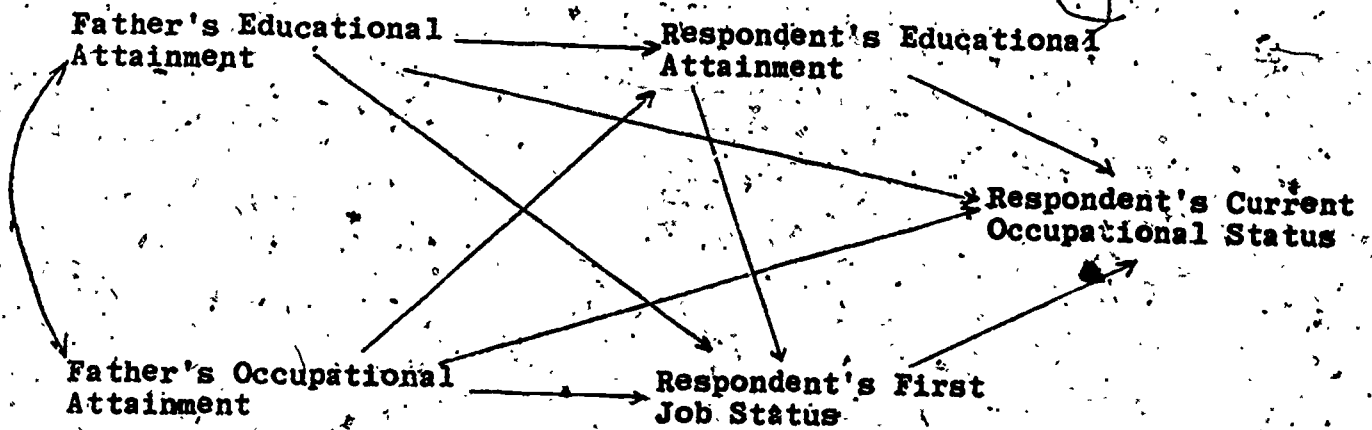 Father's Educational
Attainment
Respondent's Educational
Attainment
Respondent's Current
Occupational Status
Father's Occupational
Attainment
Respondent's First
Job Status